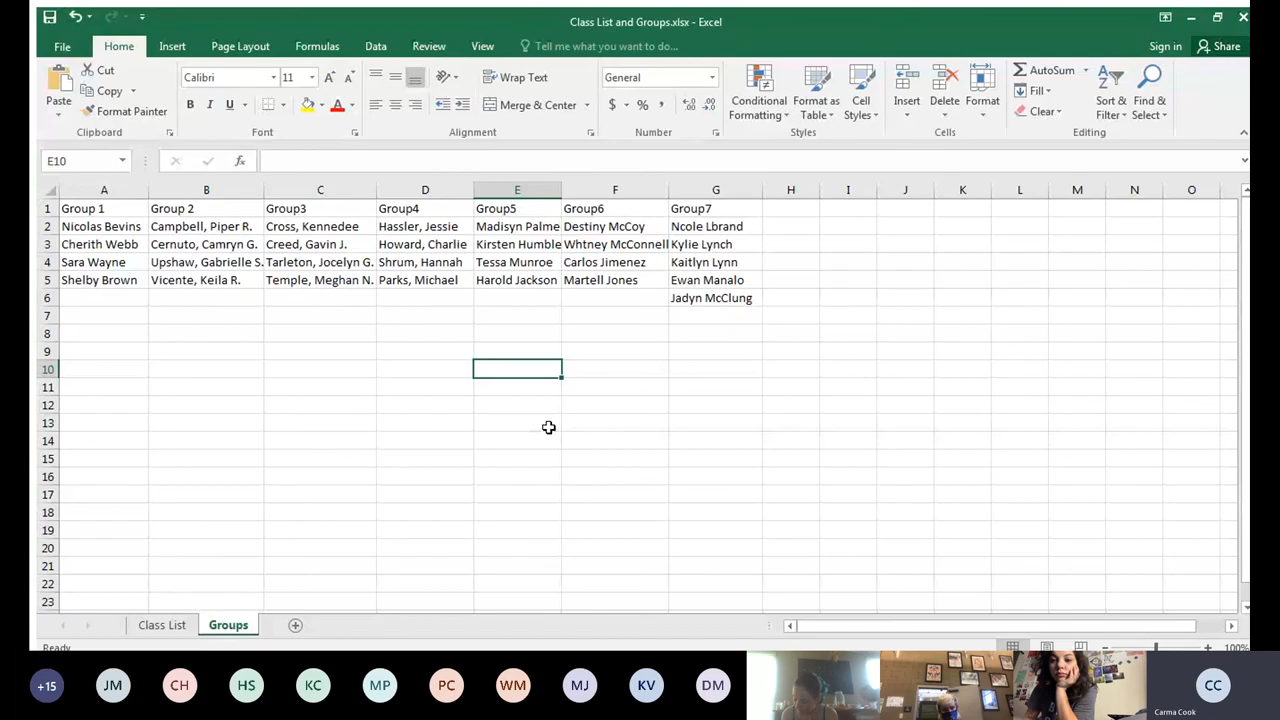 Class List and Groups.xlsx - Excel
File Home Insert Page Layout Formulas Data Review View Tell me what you want to do... Sign in Share
Paste Cut Copy Format Painter Clipboard
Calibri 11 B I U A Font
Wrap Text Merge & Center Alignment
General $ % , Number
Conditional Formatting Format as Table Cell Styles Styles
Insert Delete Format Cells
AutoSum Fill Clear Sort & Filter Find & Select Editing
E10 fx
A B C D E F G H I J K L M N O
1 Group 1 Group 2 Group3 Group4 Group5 Group6 Group7
2 Nicolas Bevins Campbell, Piper R. Cross, Kennedee Hassler, Jessie Madisyn Palme Destiny McCoy Ncole Lbrand
3 Cherith Webb Cernuto, Camryn G. Creed, Gavin J. Howard, Charlie Kirsten Humble Whtney McConnell Kylie Lynch
4 Sara Wayne Upshaw, Gabrielle S. Tarleton, Jocelyn G. Shrum, Hannah Tessa Munroe Carlos Jimenez Kaitlyn Lynn
5 Shelby Brown Vicente, Keila R. Temple, Meghan N. Parks, Michael Harold Jackson Martell Jones Ewan Manalo
6 Jadyn McClung
7
8
9
10
11
12
13
14
15
16
17
18
19
20
21
22
23
Class List Groups
Ready 100%
+15 JM CH HS KC MP PC WM MJ KV DM CC
Carma Cook